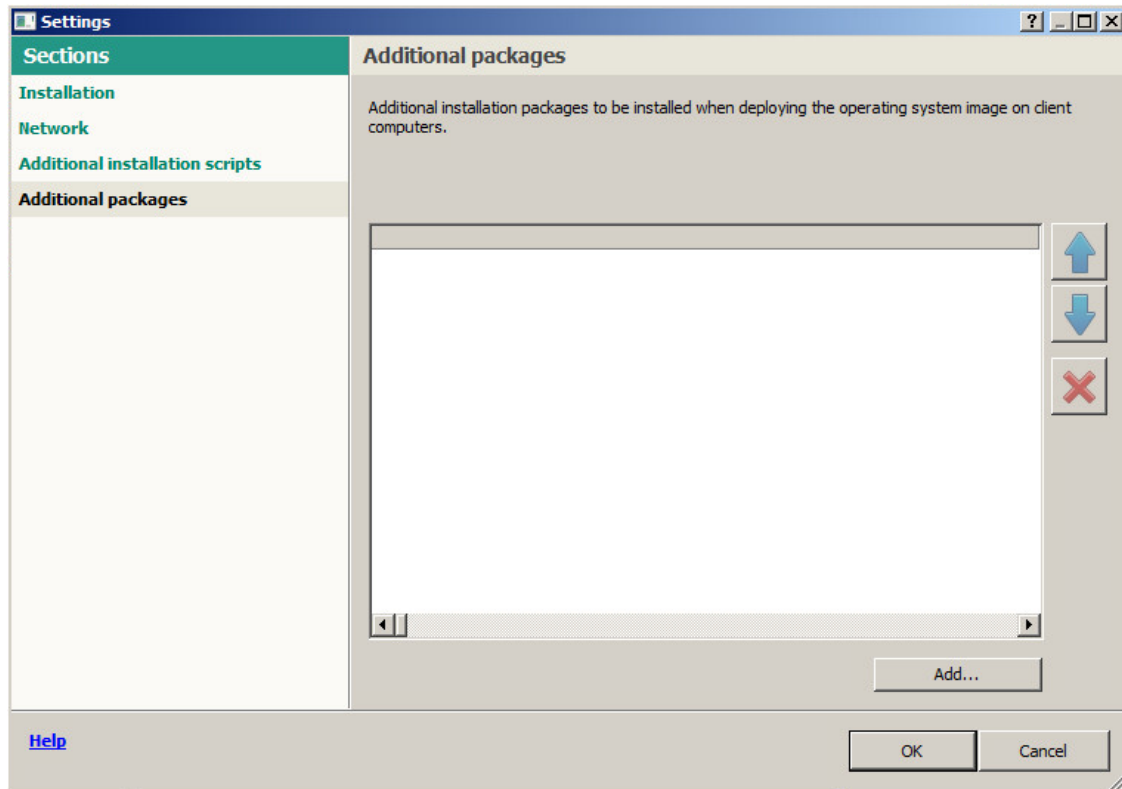 Settings
Sections
Installation
Network
Additional installation scripts
Additional packages
Additional packages
Additional installation packages to be installed when deploying the operating system image on client
computers.
Add...
Help
OK
Cancel